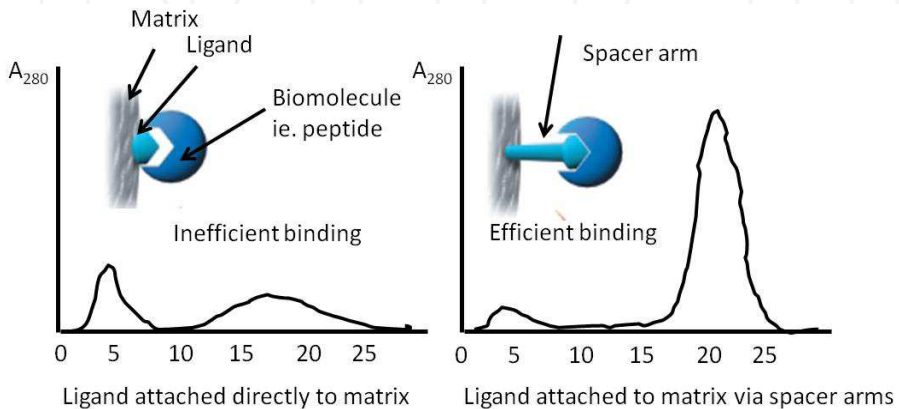 Matrix
Ligand
A280
Biomolecule
ie. peptide
Inefficient binding
0 5 10 15 20 25
Ligand attached directly to matrix
Spacer arm
A280
Efficient binding
0 5 10 15 20 25
Ligand attached to matrix via spacer arms